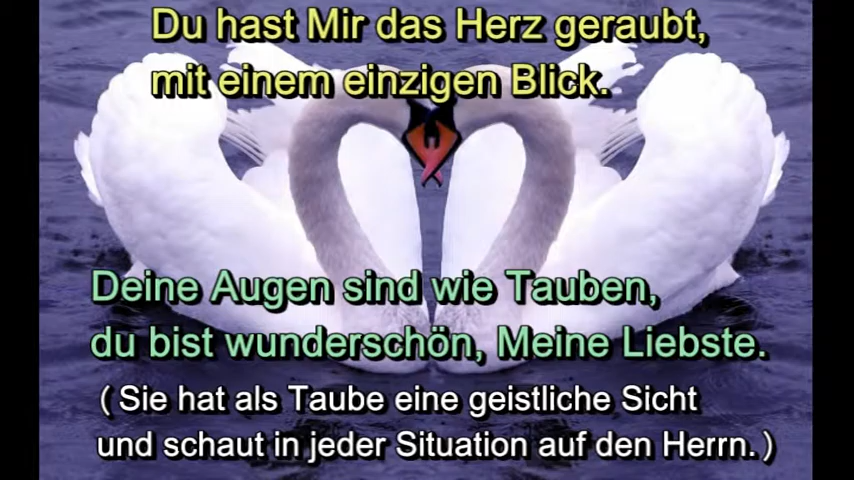 Du hast Mir das Herz geraubt,
mit einem einzigen Blick.
Deine Augen sind wie Tauben,
du bist wunderschön, Meine Liebste.
( Sie hat als Taube eine geistliche Sicht
und schaut in jeder Situation auf den Herrn. )